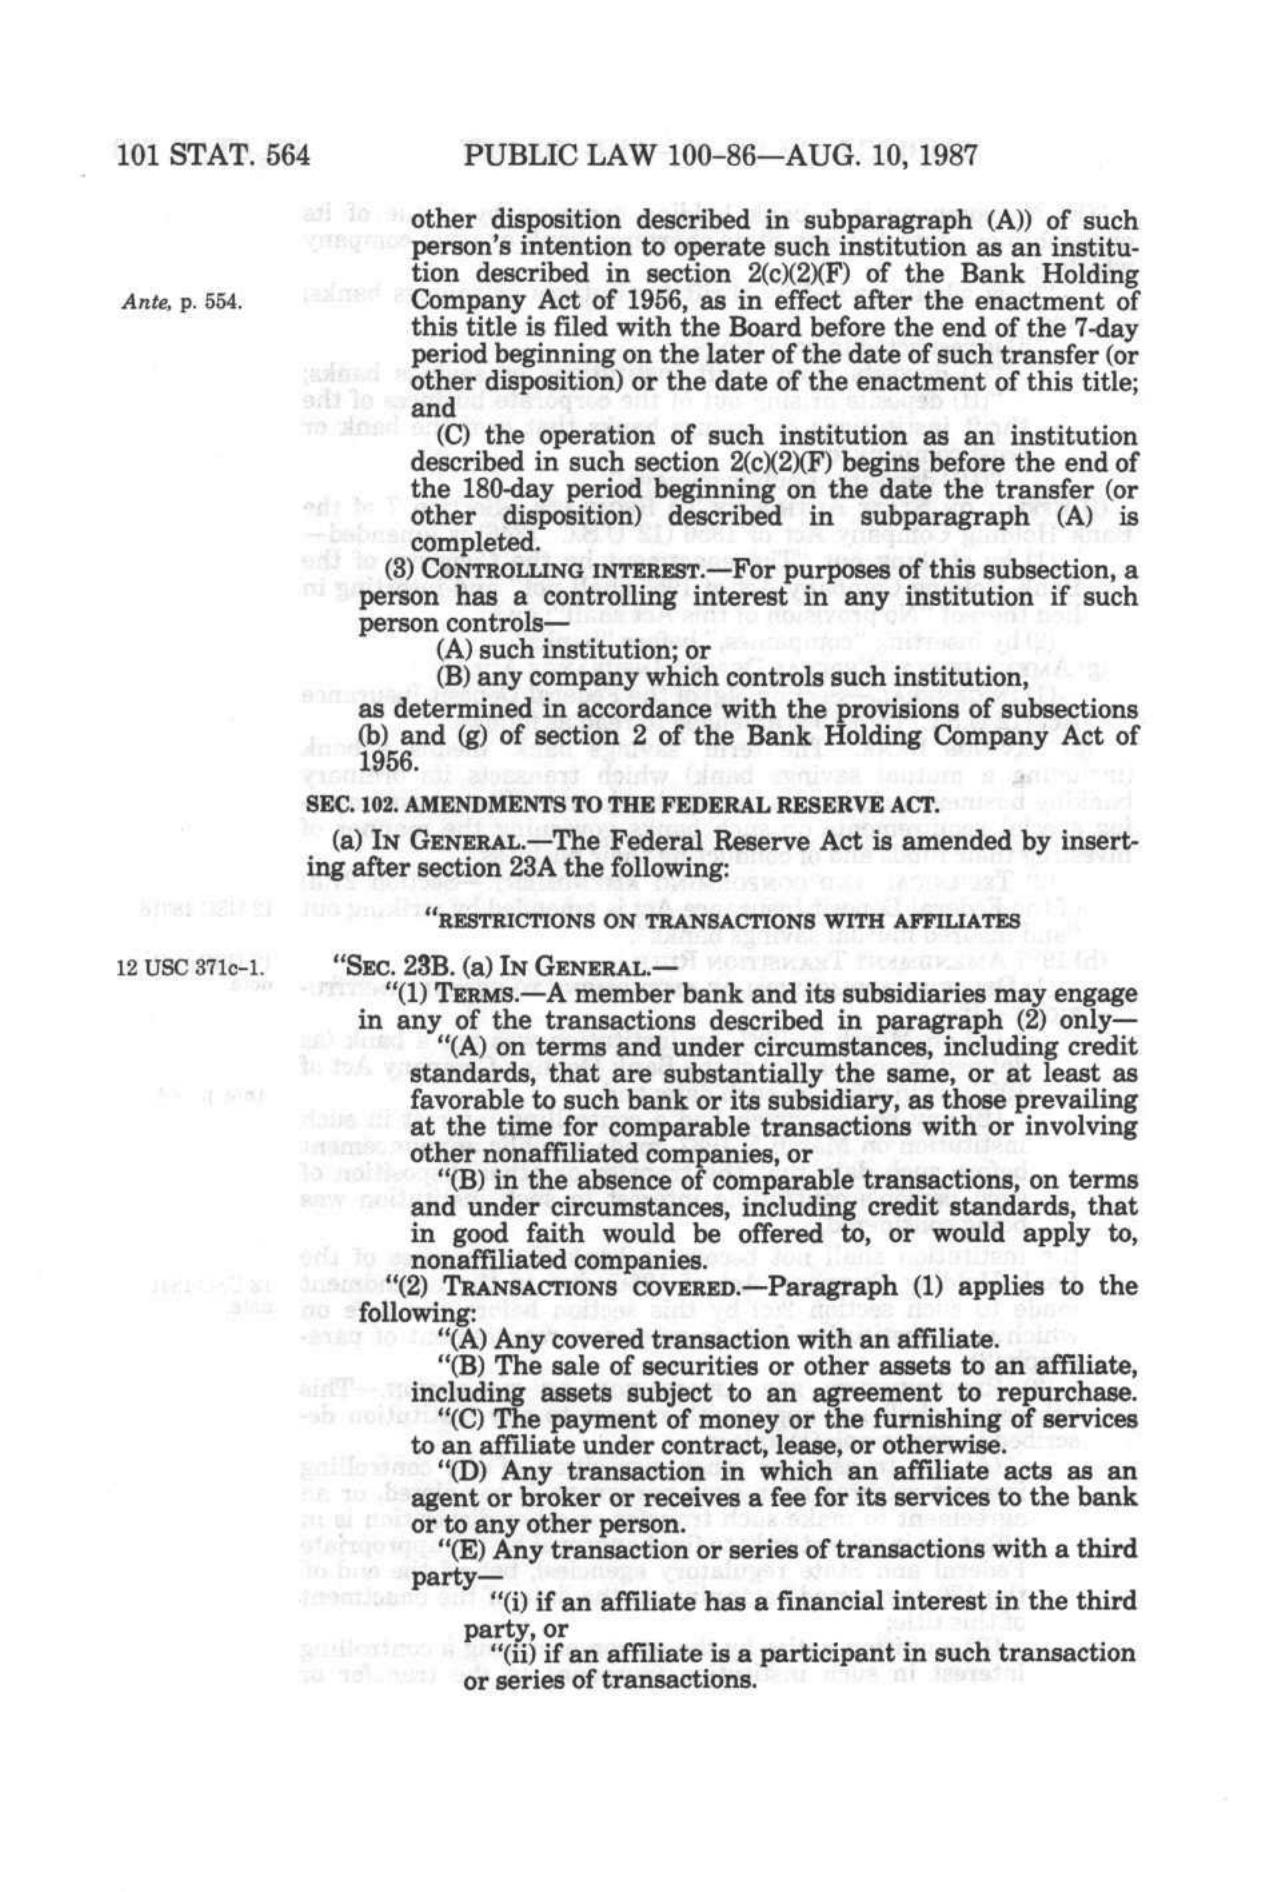 101 STAT. 564 PUBLIC LAW 100-86—AUG. 10, 1987
other disposition described in subparagraph (A)) of such
person's intention to operate such institution as an institu-
tion described in section 2(c)(2)(F) of the Bank Holding
Ante, p. 554.
Company Act of 1956, as in effect after the enactment of
this title is filed with the Board before the end of the 7-day
period beginning on the later of the date of such transfer (or
other disposition) or the date of the enactment of this title;
and
(C) the operation of such institution as an institution
described in such section 2(c)(2)(F) begins before the end of
the 180-day period beginning on the date the transfer (or
other disposition) described in subparagraph (A) is
completed.
(3) CONTROLLING INTEREST.—For purposes of this subsection, a
person has a controlling interest in any institution if such
person controls—
(A) such institution; or
(B) any company which controls such institution,
as determined in accordance with the provisions of subsections
(b) and (g) of section 2 of the Bank Holding Company Act of
1956.
SEC. 102. AMENDMENTS TO THE FEDERAL RESERVE ACT.
(a) IN GENERAL.—The Federal Reserve Act is amended by insert-
ing after section 23A the following:
“RESTRICTIONS ON TRANSACTIONS WITH AFFILIATES
12 USC 371c-1.
“SEC. 23B. (a) IN GENERAL.—
“(1) TERMS.—A member bank and its subsidiaries may engage
in any of the transactions described in paragraph (2) only—
“(A) on terms and under circumstances, including credit
standards, that are substantially the same, or at least as
favorable to such bank or its subsidiary, as those prevailing
at the time for comparable transactions with or involving
other nonaffiliated companies, or
“(B) in the absence of comparable transactions, on terms
and under circumstances, including credit standards, that
in good faith would be offered to, or would apply to,
nonaffiliated companies.
“(2) TRANSACTIONS COVERED.—Paragraph (1) applies to the
following:
“(A) Any covered transaction with an affiliate.
“(B) The sale of securities or other assets to an affiliate,
including assets subject to an agreement to repurchase.
“(C) The payment of money or the furnishing of services
to an affiliate under contract, lease, or otherwise.
“(D) Any transaction in which an affiliate acts as an
agent or broker or receives a fee for its services to the bank
or to any other person.
“(E) Any transaction or series of transactions with a third
party—
“(i) if an affiliate has a financial interest in the third
party, or
“(ii) if an affiliate is a participant in such transaction
or series of transactions.